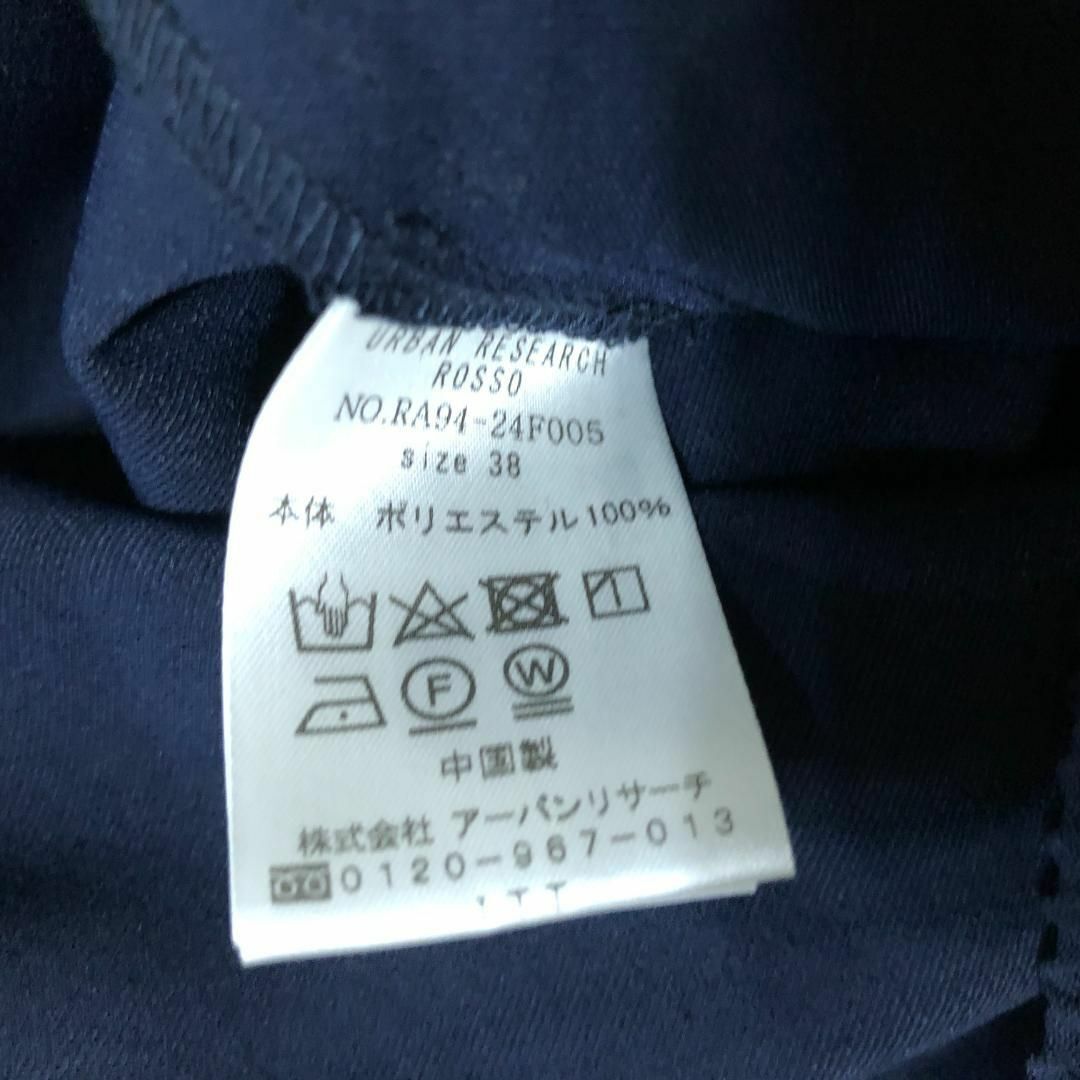 URBAN RESEARCH
ROSSO
NO.RA94-24F005
size 38
本体 ポリエステル100%
F W
中国製
株式会社 アーバンリサーチ
0120-967-013